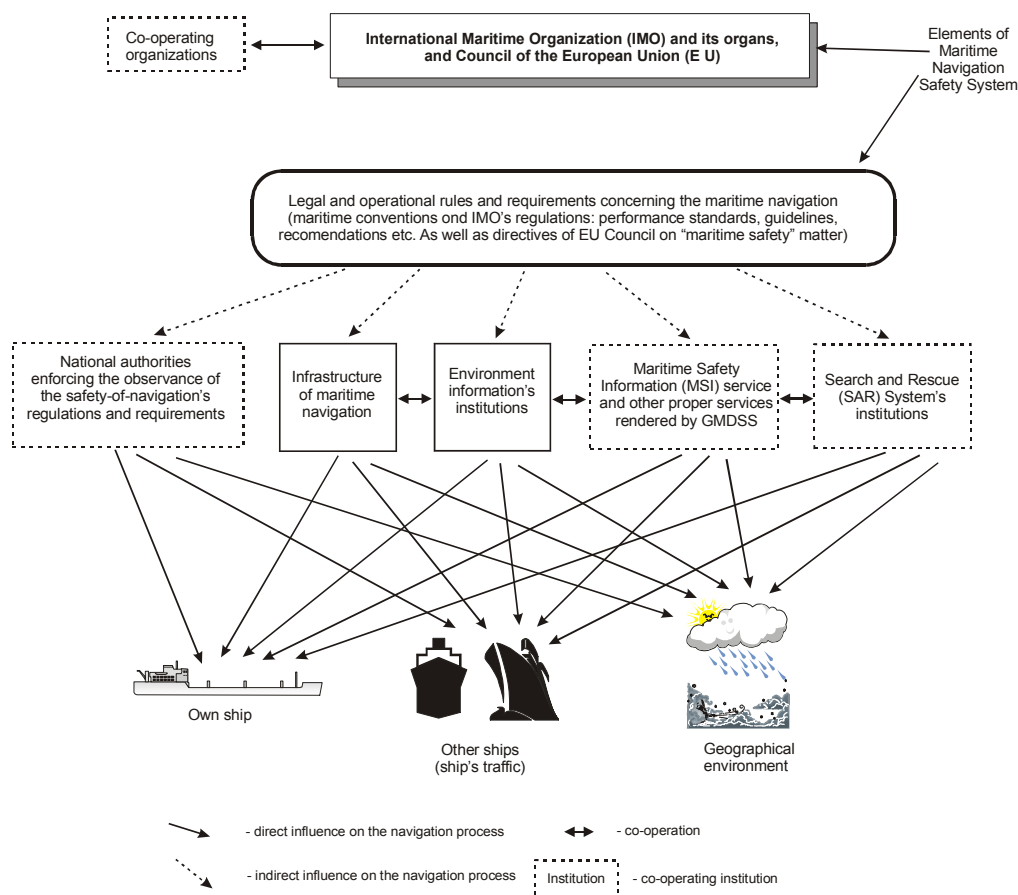 Co-operating
organizations
International Maritime Organization (IMO) and its organs,
and Council of the European Union (E U)
Elements of
Maritime
Navigation
Safety System
Legal and operational rules and requirements concerning the maritime navigation
(maritime conventions ond IMO's regulations: performance standards, guidelines,
recomendations etc. As well as directives of EU Council on "maritime safety" matter)
National authorities
enforcing the observance of
the safety-of-navigation's
regulations and requirements
Infrastructure
of maritime
navigation
Environment
information's
institutions
Maritime Safety
Information (MSI) service
and other proper services
rendered by GMDSS
Search and Rescue
(SAR) System's
institutions
Own ship
Other ships
(ship's traffic)
Geographical
environment
- direct influence on the navigation process
- co-operation
- indirect influence on the navigation process
Institution
- co-operating institution